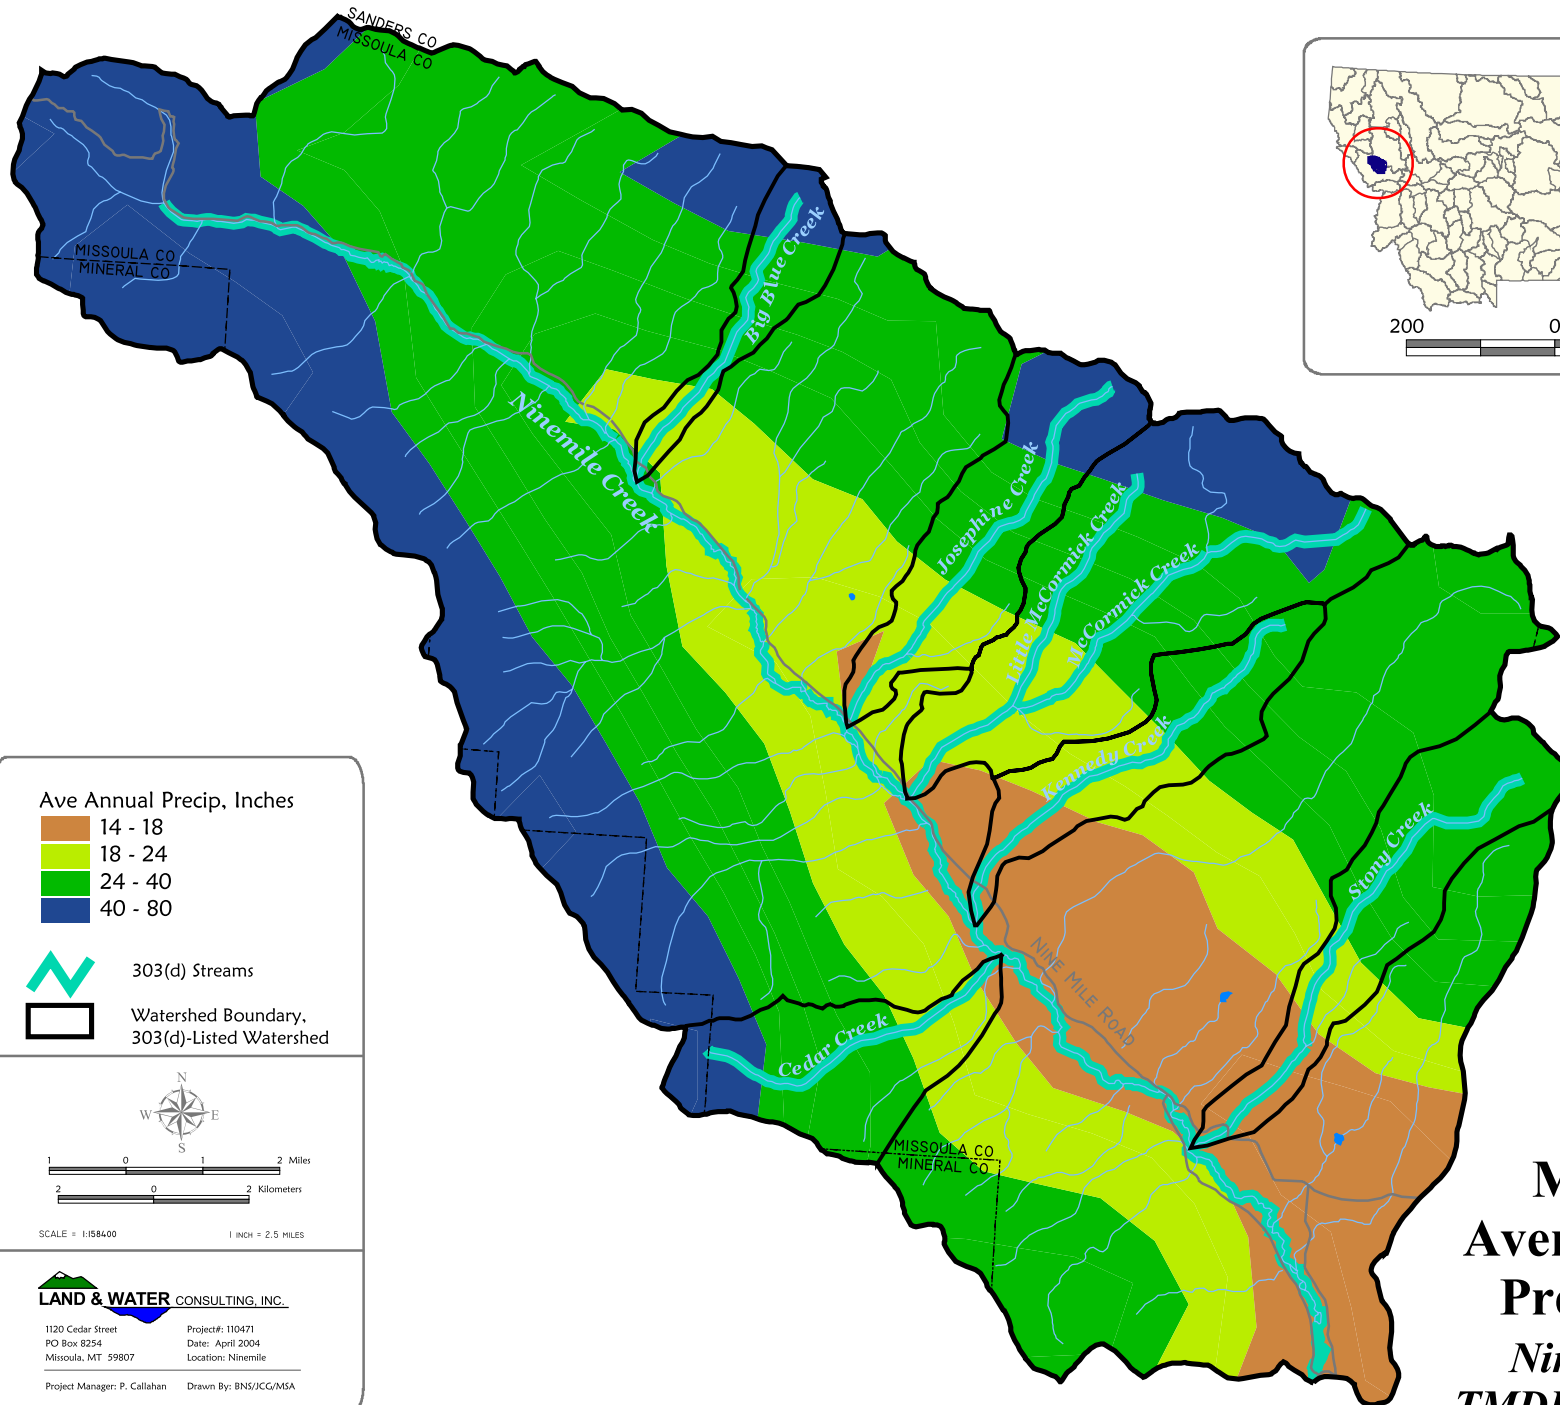 SANDERS CO
MISSOULA CO
MISSOULA CO
MINERAL CO
Big Blue Creek
Ninemile Creek
Josephine Creek
Little McCormick Creek
McCormick Creek
Kennedy Creek
Stony Creek
NINE MILE ROAD
Cedar Creek
MISSOULA CO
MINERAL CO
200 0
Ave Annual Precip, Inches
14 - 18
18 - 24
24 - 40
40 - 80
303(d) Streams
Watershed Boundary,
303(d)-Listed Watershed
N
W E
S
1 0 1 2 Miles
2 0 2 Kilometers
SCALE = 1:158400 1 INCH = 2.5 MILES
LAND & WATER CONSULTING, INC.
1120 Cedar Street Project#: 110471
PO Box 8254 Date: April 2004
Missoula, MT 59807 Location: Ninemile
Project Manager: P. Callahan Drawn By: BNS/JCG/MSA
M
Aver
Pre
Nin
TMDL